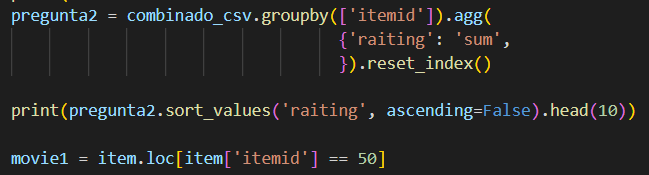 pregunta2 = combinado_csv.groupby(['itemid']).agg(
{'raiting': 'sum',
}).reset_index()
print(pregunta2.sort_values('raiting', ascending=False).head(10))
movie1 = item.loc[item['itemid'] == 50]